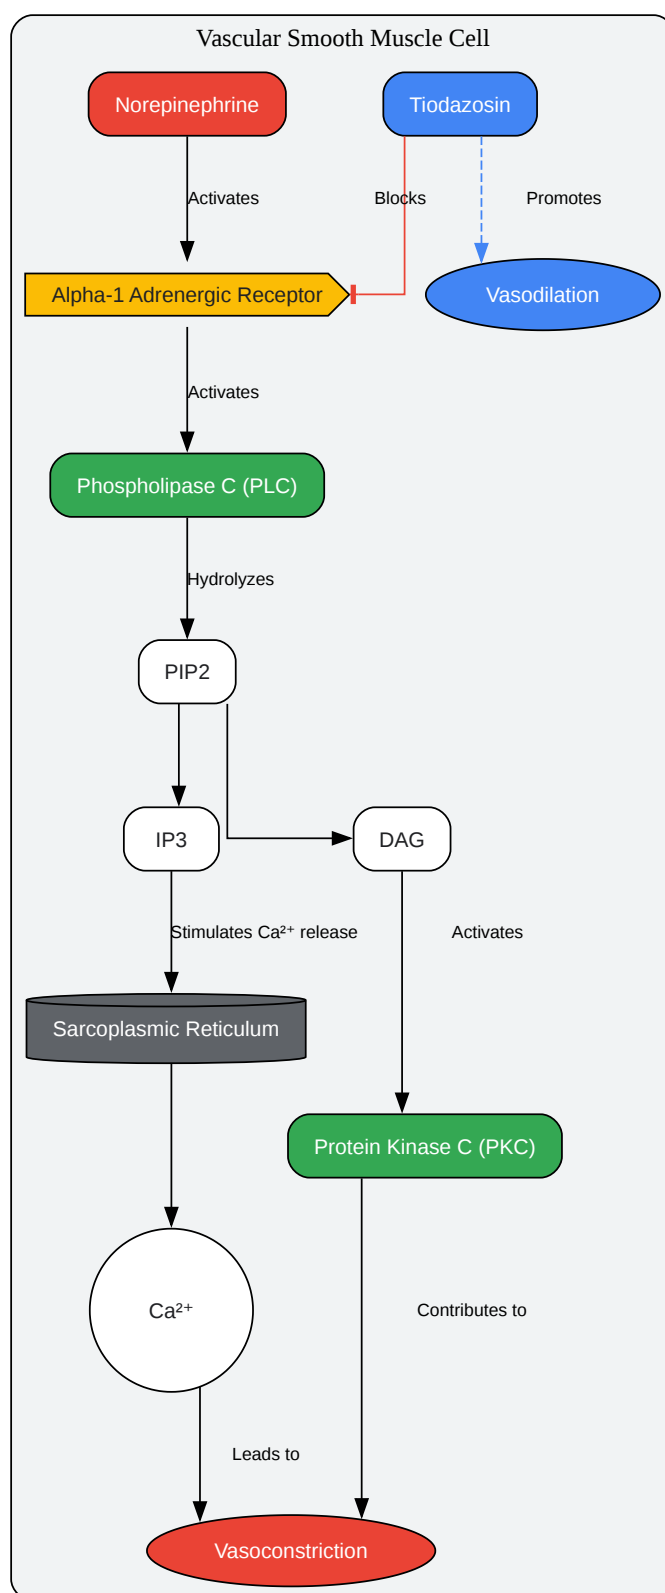 Vascular Smooth Muscle Cell
Norepinephrine
Tiodazosin
Activates
Blocks
Promotes
Alpha-1 Adrenergic Receptor
Vasodilation
Activates
Phospholipase C (PLC)
Hydrolyzes
PIP2
IP3
DAG
Stimulates Ca²⁺ release
Activates
Sarcoplasmic Reticulum
Protein Kinase C (PKC)
Ca²⁺
Contributes to
Leads to
Vasoconstriction